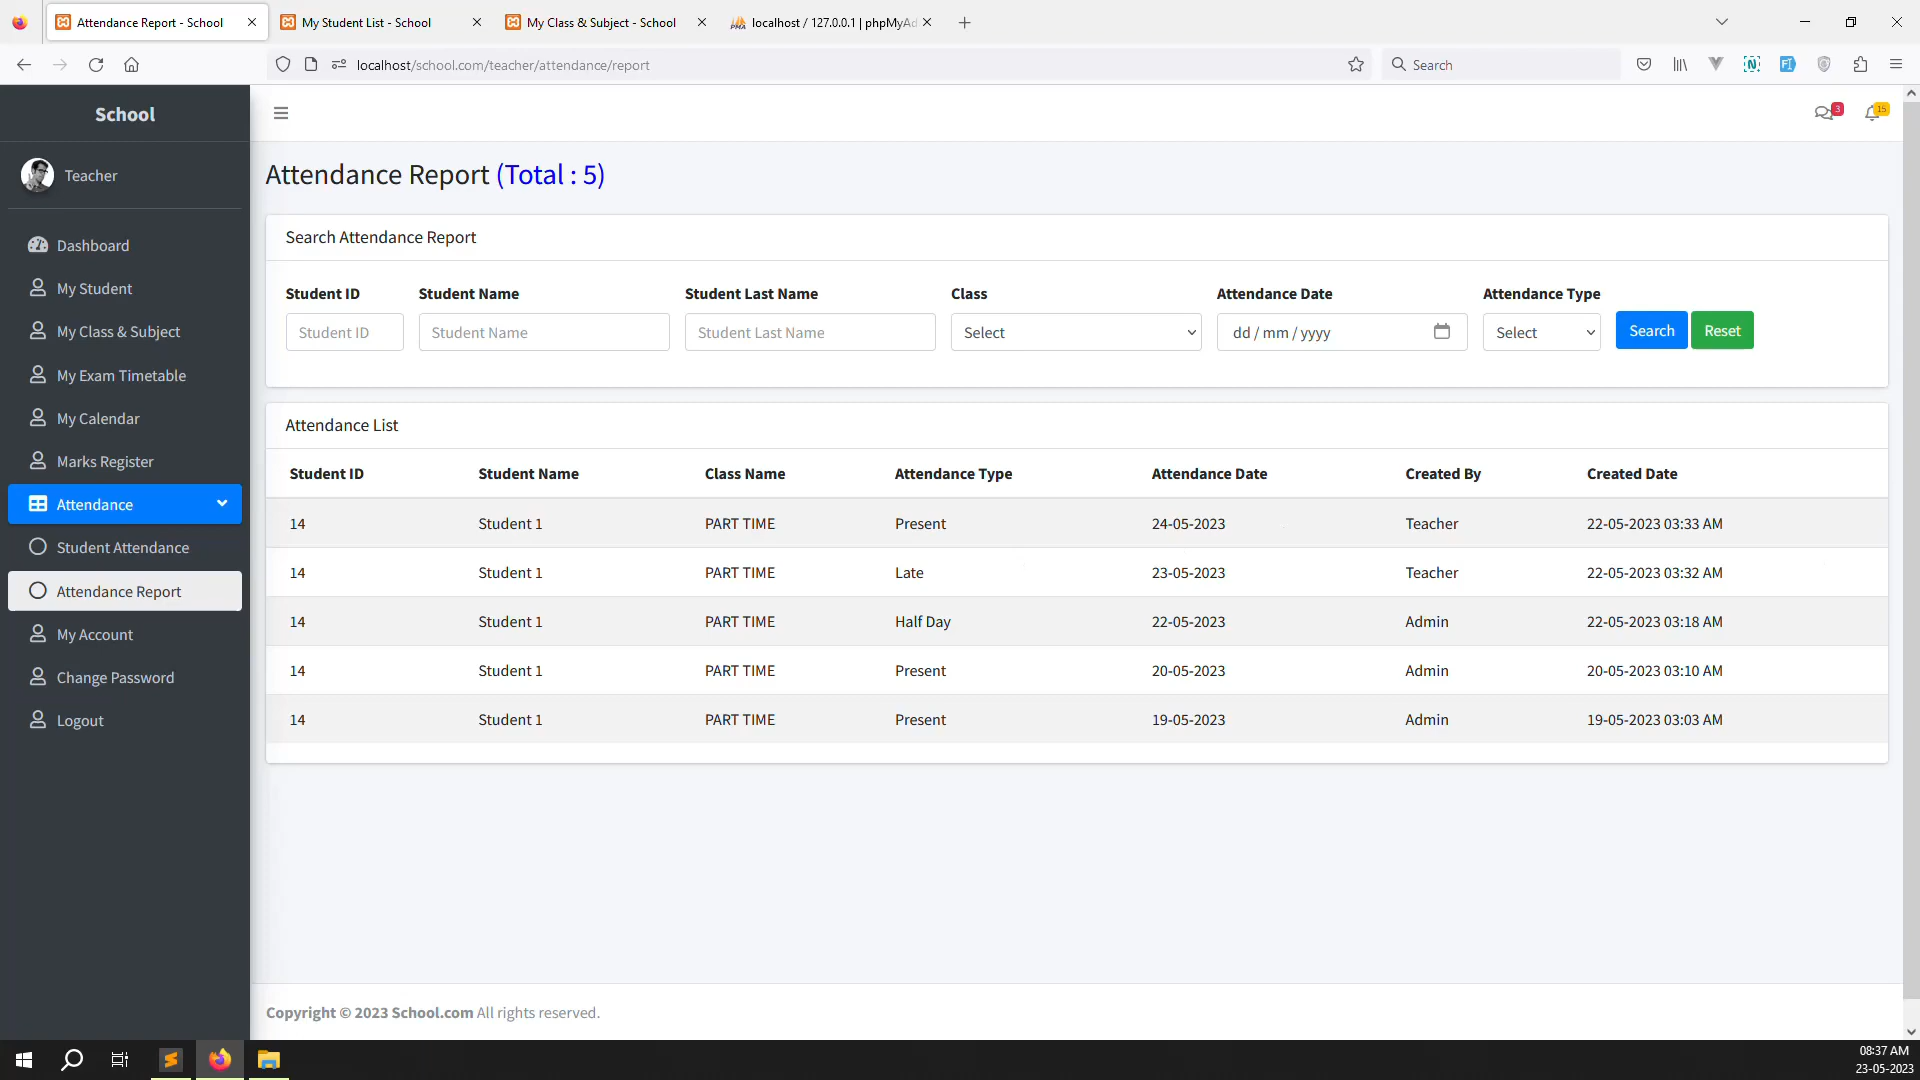 Attendance Report - School
My Student List - School
My Class & Subject - School
localhost / 127.0.0.1 | phpMyAd
localhost/school.com/teacher/attendance/report
Search
School
3
15
Teacher
Dashboard
My Student
My Class & Subject
My Exam Timetable
My Calendar
Marks Register
Attendance
Student Attendance
Attendance Report
My Account
Change Password
Logout
Attendance Report (Total : 5)
Search Attendance Report
Student ID Student Name Student Last Name Class Attendance Date Attendance Type
Student ID Student Name Student Last Name Select dd / mm / yyyy Select Search Reset
Attendance List
Student ID Student Name Class Name Attendance Type Attendance Date Created By Created Date
14 Student 1 PART TIME Present 24-05-2023 Teacher 22-05-2023 03:33 AM
14 Student 1 PART TIME Late 23-05-2023 Teacher 22-05-2023 03:32 AM
14 Student 1 PART TIME Half Day 22-05-2023 Admin 22-05-2023 03:18 AM
14 Student 1 PART TIME Present 20-05-2023 Admin 20-05-2023 03:10 AM
14 Student 1 PART TIME Present 19-05-2023 Admin 19-05-2023 03:03 AM
Copyright © 2023 School.com All rights reserved.
08:37 AM
23-05-2023